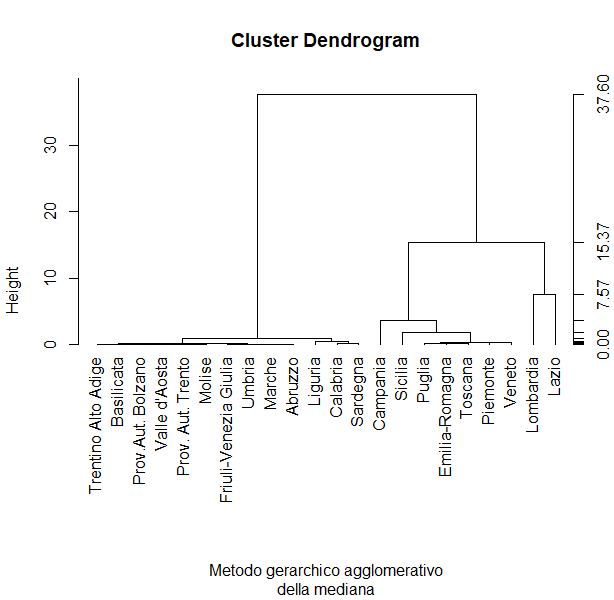 Cluster Dendrogram
Height
0
10
20
30
0.00
7.57
15.37
37.60
Trentino Alto Adige
Basilicata
Prov.Aut. Bolzano
Valle d'Aosta
Prov. Aut. Trento
Molise
Friuli-Venezia Giulia
Umbria
Marche
Abruzzo
Liguria
Calabria
Sardegna
Campania
Sicilia
Puglia
Emilia-Romagna
Toscana
Piemonte
Veneto
Lombardia
Lazio
Metodo gerarchico agglomerativo
della mediana